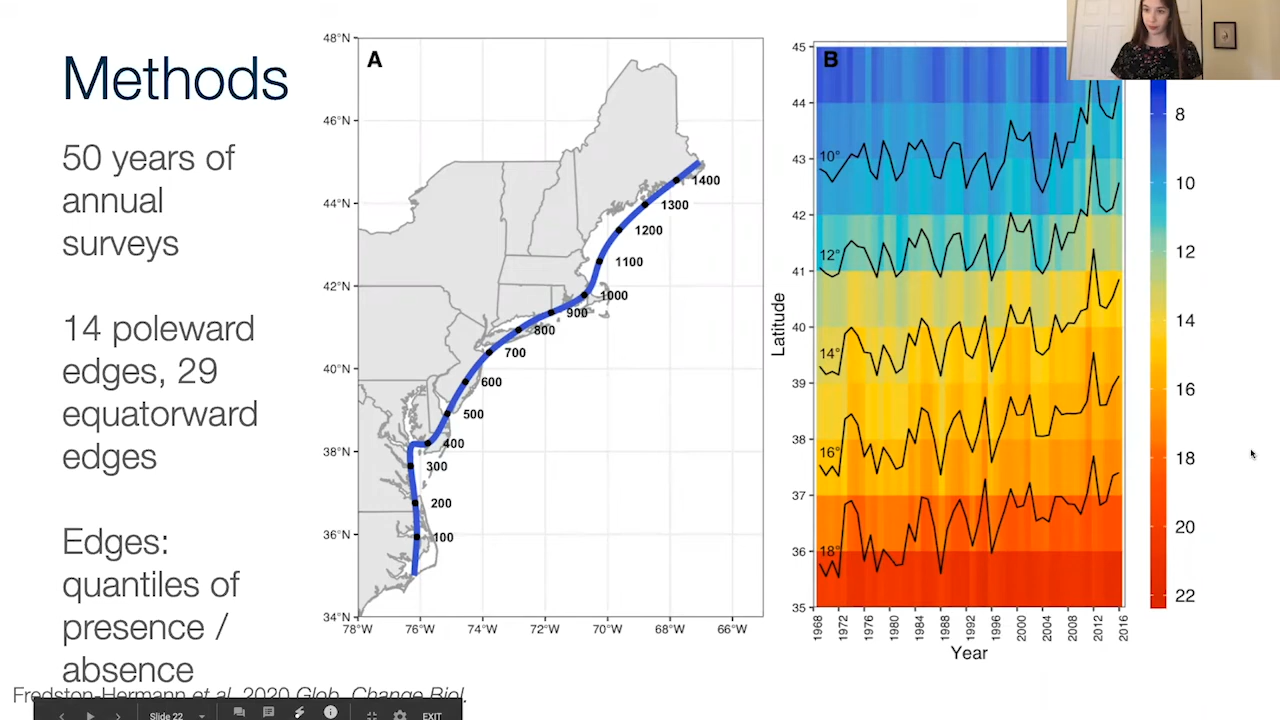 Methods
50 years of
annual
surveys
14 poleward
edges, 29
equatorward
edges
Edges:
quantiles of
presence /
absence
Fredston-Hermann et al. 2020 Glob. Change Biol.
A
48°N
46°N
44°N
42°N
40°N
38°N
36°N
34°N
78°W 76°W 74°W 72°W 70°W 68°W 66°W
1400
1300
1200
1100
1000
900
800
700
600
500
400
300
200
100
B
Latitude
45
44
43
42
41
40
39
38
37
36
35
10°
12°
14°
16°
18°
1968 1972 1976 1980 1984 1988 1992 1996 2000 2004 2008 2012 2016
Year
8
10
12
14
16
18
20
22
Slide 22 EXIT